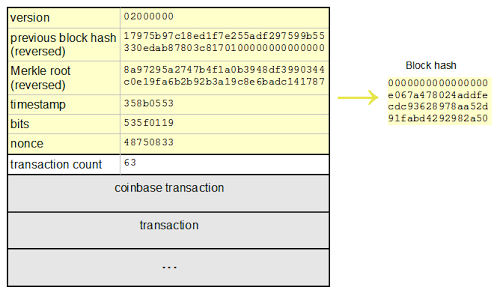 version 02000000
previous block hash 17975b97c18ed1f7e255adf297599b55
(reversed) 330edab87803c8170100000000000000
Merkle root 8a97295a2747b4f1a0b3948df3990344
(reversed) c0e19fa6b2b92b3a19c8e6badc141787
timestamp 358b0553
bits 535f0119
nonce 48750833
transaction count 63
coinbase transaction
transaction
...
Block hash
0000000000000000
e067a478024addfe
cdc93628978aa52d
91fabd4292982a50